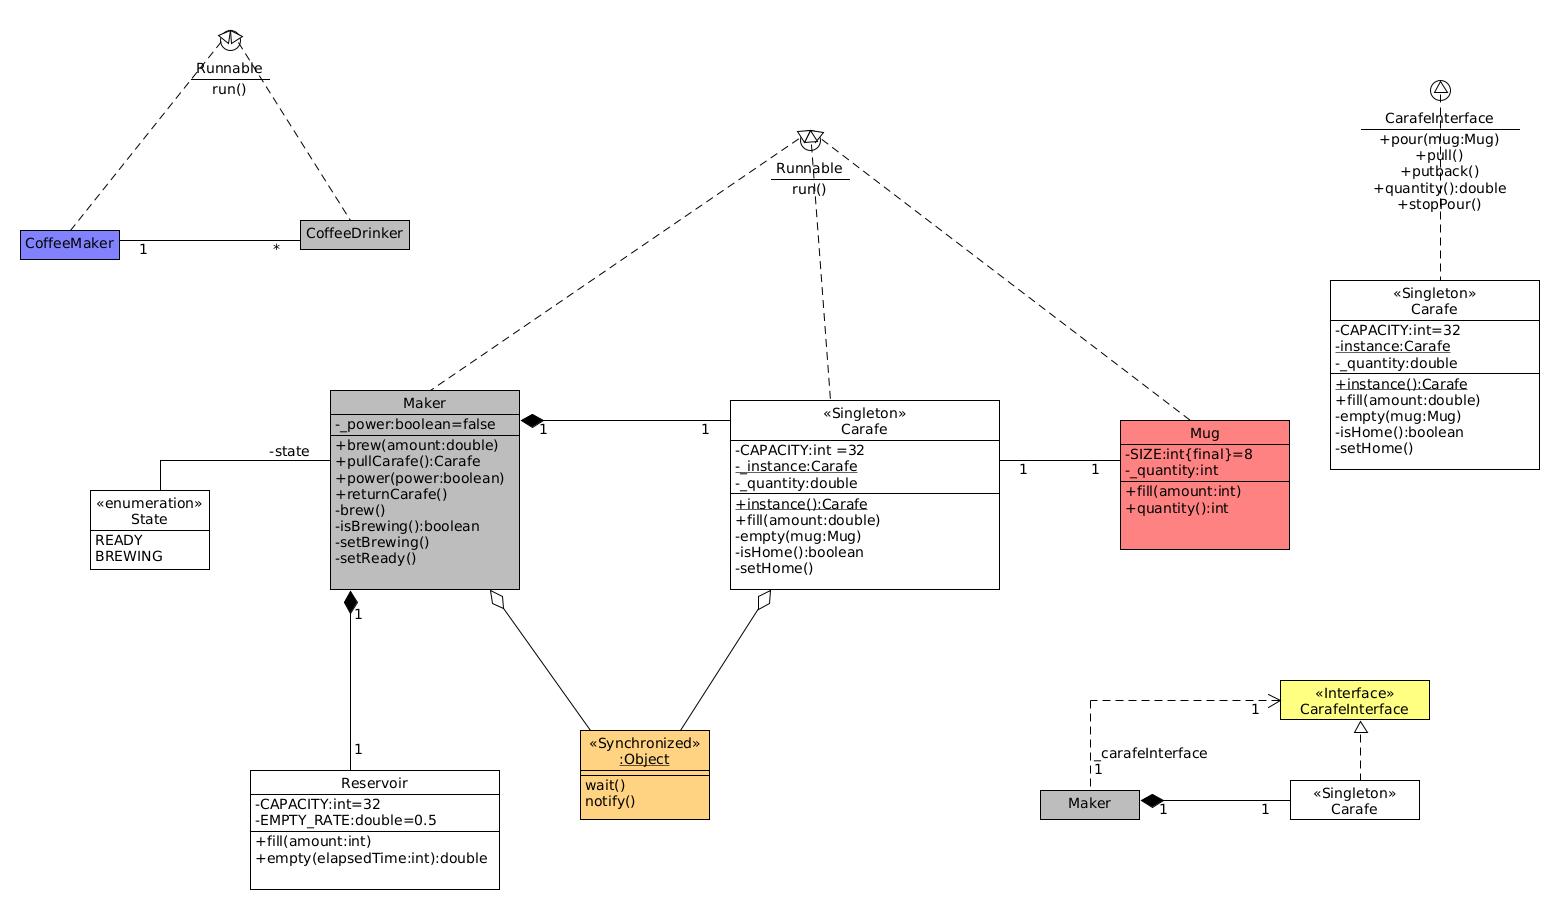 Runnable
run()
CoffeeMaker
1
*
CoffeeDrinker
Runnable
run()
CarafeInterface
+pour(mug:Mug)
+pull()
+putback()
+quantity():double
+stopPour()
«Singleton»
Carafe
-CAPACITY:int=32
-instance:Carafe
-_quantity:double
+instance():Carafe
+fill(amount:double)
-empty(mug:Mug)
-isHome():boolean
-setHome()
Maker
-_power:boolean=false
+brew(amount:double)
+pullCarafe():Carafe
+power(power:boolean)
+returnCarafe()
-brew()
-isBrewing():boolean
-setBrewing()
-setReady()
1
1
«Singleton»
Carafe
-CAPACITY:int =32
-_instance:Carafe
-_quantity:double
+instance():Carafe
+fill(amount:double)
-empty(mug:Mug)
-isHome():boolean
-setHome()
1
1
Mug
-SIZE:int{final}=8
-_quantity:int
+fill(amount:int)
+quantity():int
-state
«enumeration»
State
READY
BREWING
1
1
Reservoir
-CAPACITY:int=32
-EMPTY_RATE:double=0.5
+fill(amount:int)
+empty(elapsedTime:int):double
«Synchronized»
:Object
wait()
notify()
«Interface»
CarafeInterface
1
_carafeInterface
1
Maker
1
1
«Singleton»
Carafe